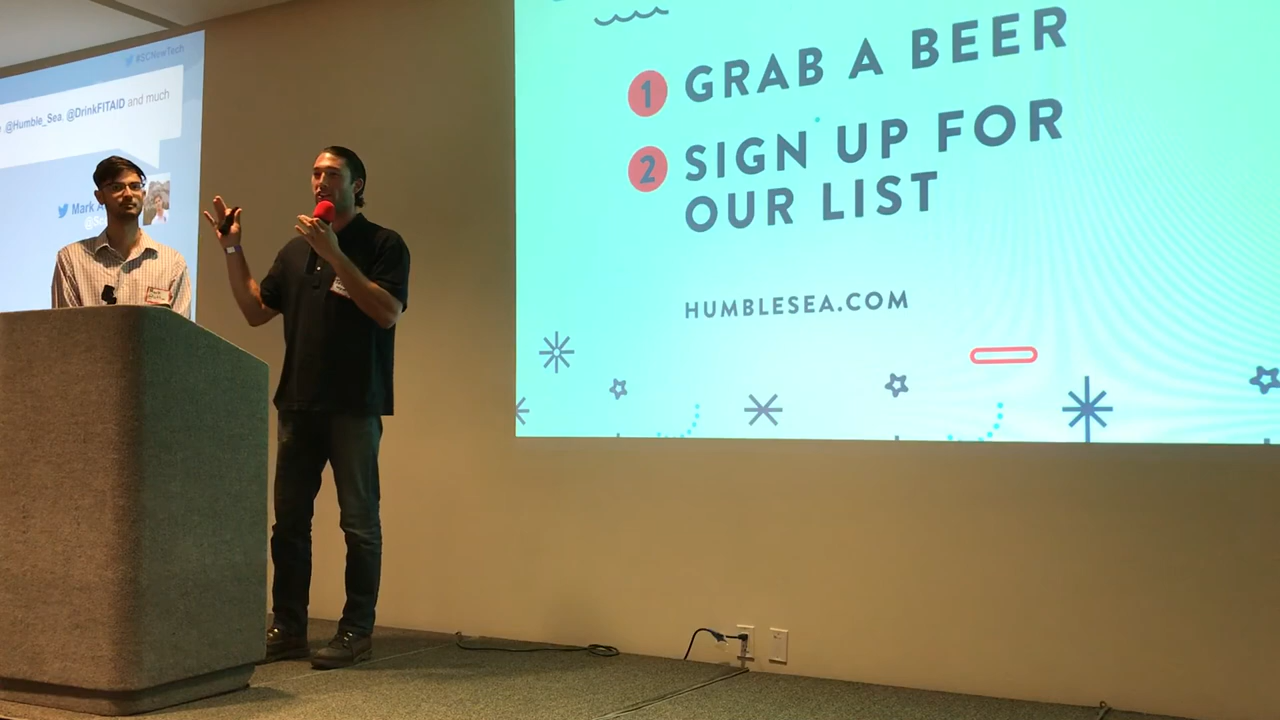 #SCNewTech
@Humble_Sea, @DrinkFITAID and much
Mark
1 GRAB A BEER
2 SIGN UP FOR
OUR LIST
HUMBLESEA.COM